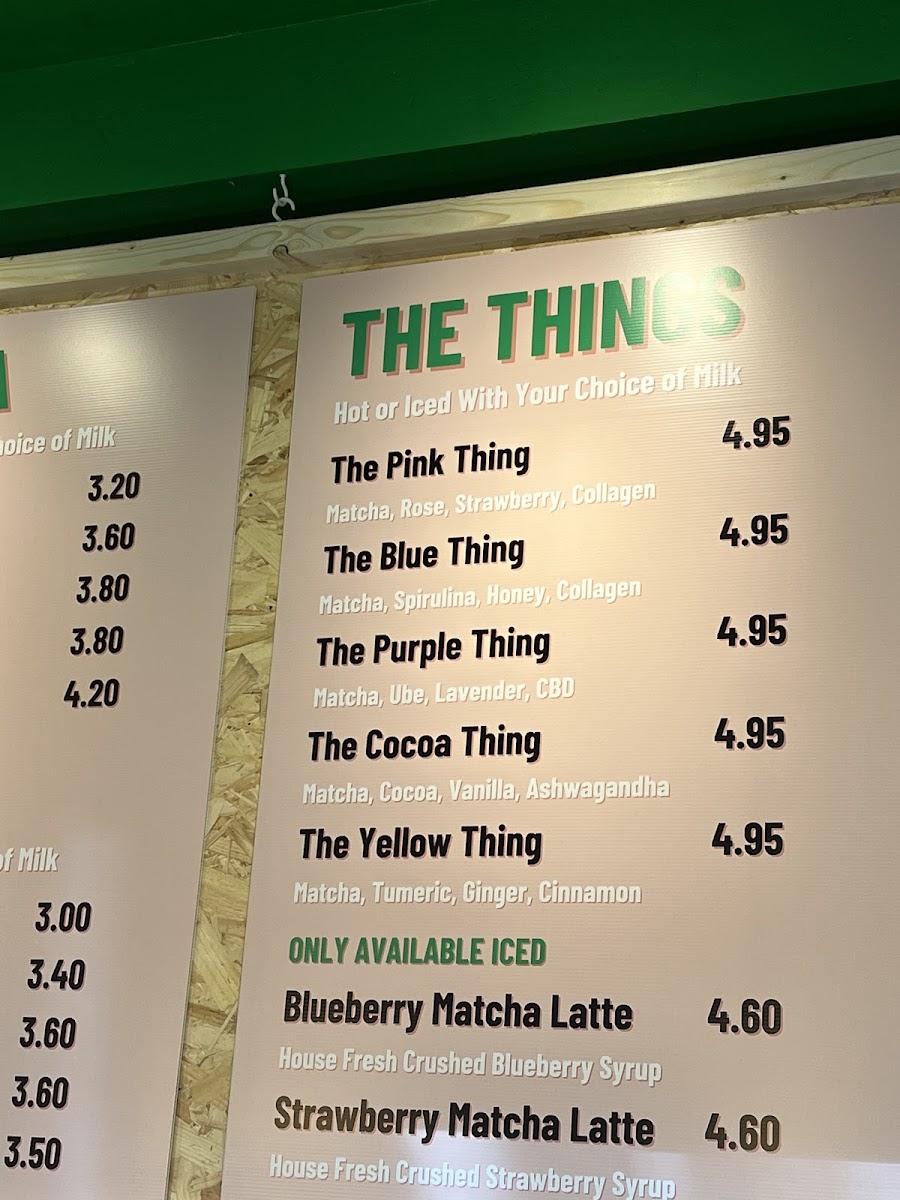 Choice of Milk
3.20
3.60
3.80
3.80
4.20
of Milk
3.00
3.40
3.60
3.60
3.50
THE THINGS
Hot or Iced With Your Choice of Milk
The Pink Thing 4.95
Matcha, Rose, Strawberry, Collagen
The Blue Thing 4.95
Matcha, Spirulina, Honey, Collagen
The Purple Thing 4.95
Matcha, Ube, Lavender, CBD
The Cocoa Thing 4.95
Matcha, Cocoa, Vanilla, Ashwagandha
The Yellow Thing 4.95
Matcha, Tumeric, Ginger, Cinnamon
ONLY AVAILABLE ICED
Blueberry Matcha Latte 4.60
House Fresh Crushed Blueberry Syrup
Strawberry Matcha Latte 4.60
House Fresh Crushed Strawberry Syrup